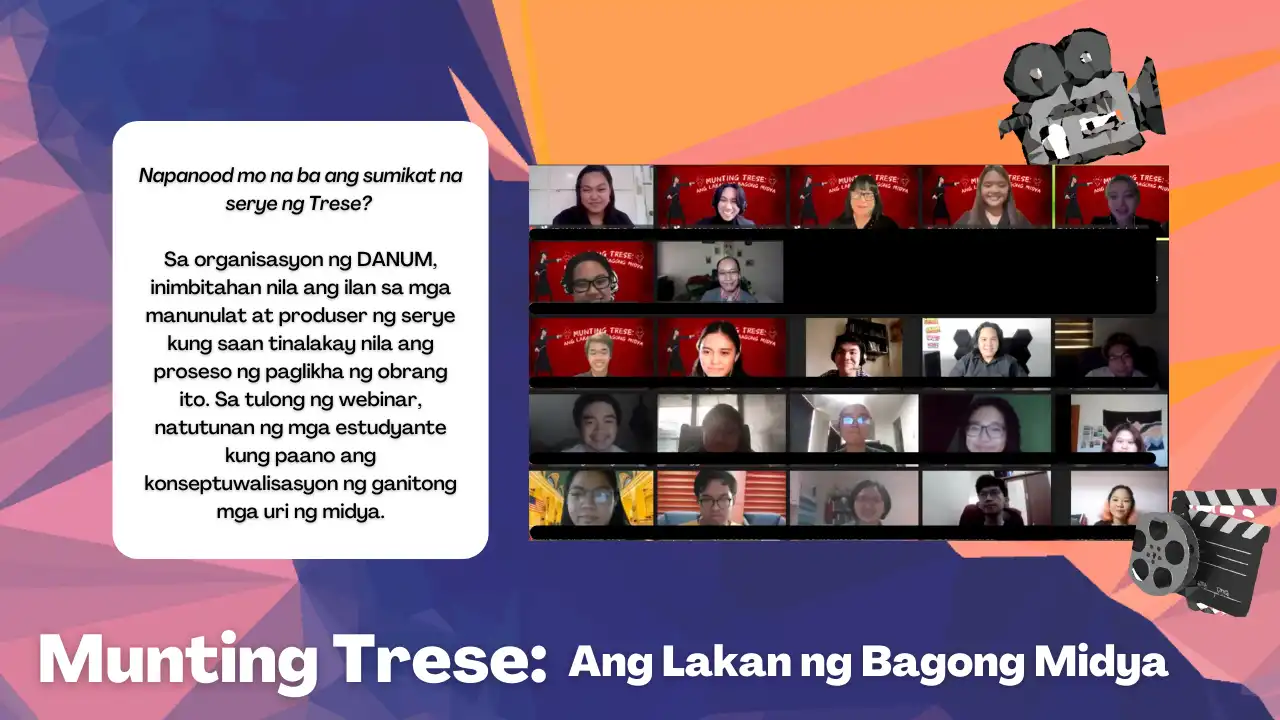 Napanood mo na ba ang sumikat na
serye ng Trese?
Sa organisasyon ng DANUM,
inimbitahan nila ang ilan sa mga
manunulat at produser ng serye
kung saan tinalakay nila ang
proseso ng paglikha ng obrang
ito. Sa tulong ng webinar,
natutunan ng mga estudyante
kung paano ang
konseptuwalisasyon ng ganitong
mga uri ng midya.
Munting Trese: Ang Lakan ng Bagong Midya